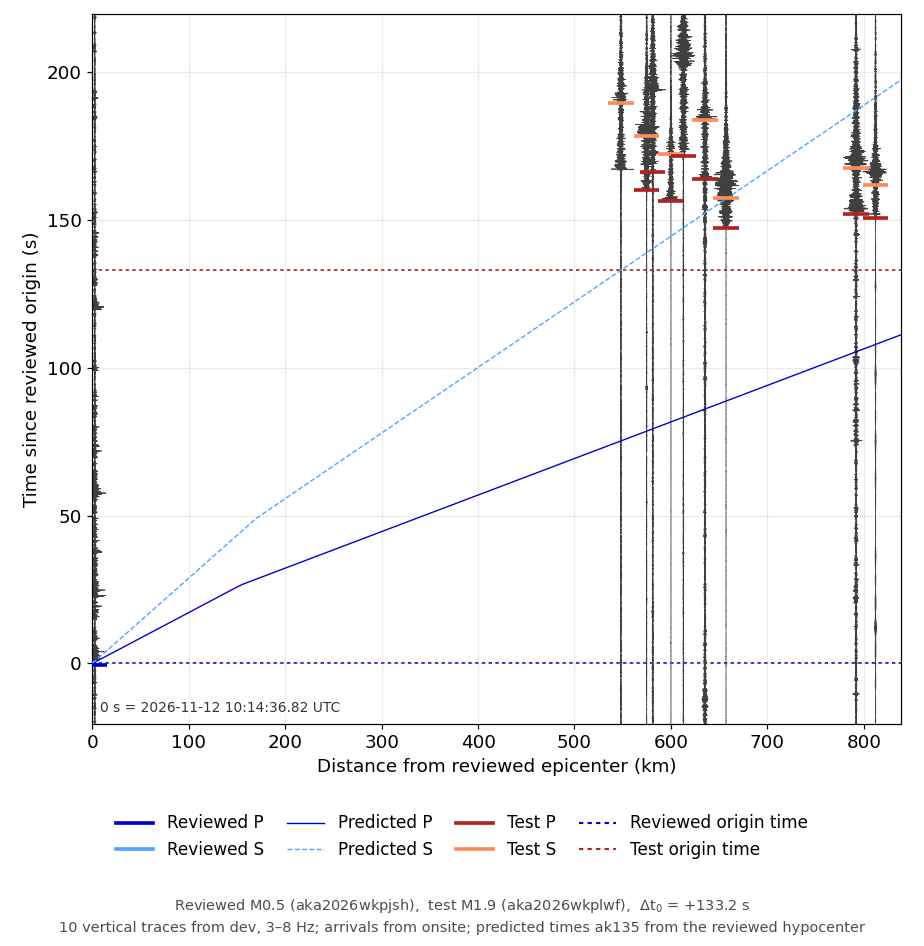 200
150
100
50
0
Time since reviewed origin (s)
0 s = 2026-11-12 10:14:36.82 UTC
0 100 200 300 400 500 600 700 800
Distance from reviewed epicenter (km)
Reviewed P Predicted P Test P Reviewed origin time
Reviewed S Predicted S Test S Test origin time
Reviewed M0.5 (aka2026wkpjsh), test M1.9 (aka2026wkplwf), Δt₀ = +133.2 s
10 vertical traces from dev, 3–8 Hz; arrivals from onsite; predicted times ak135 from the reviewed hypocenter